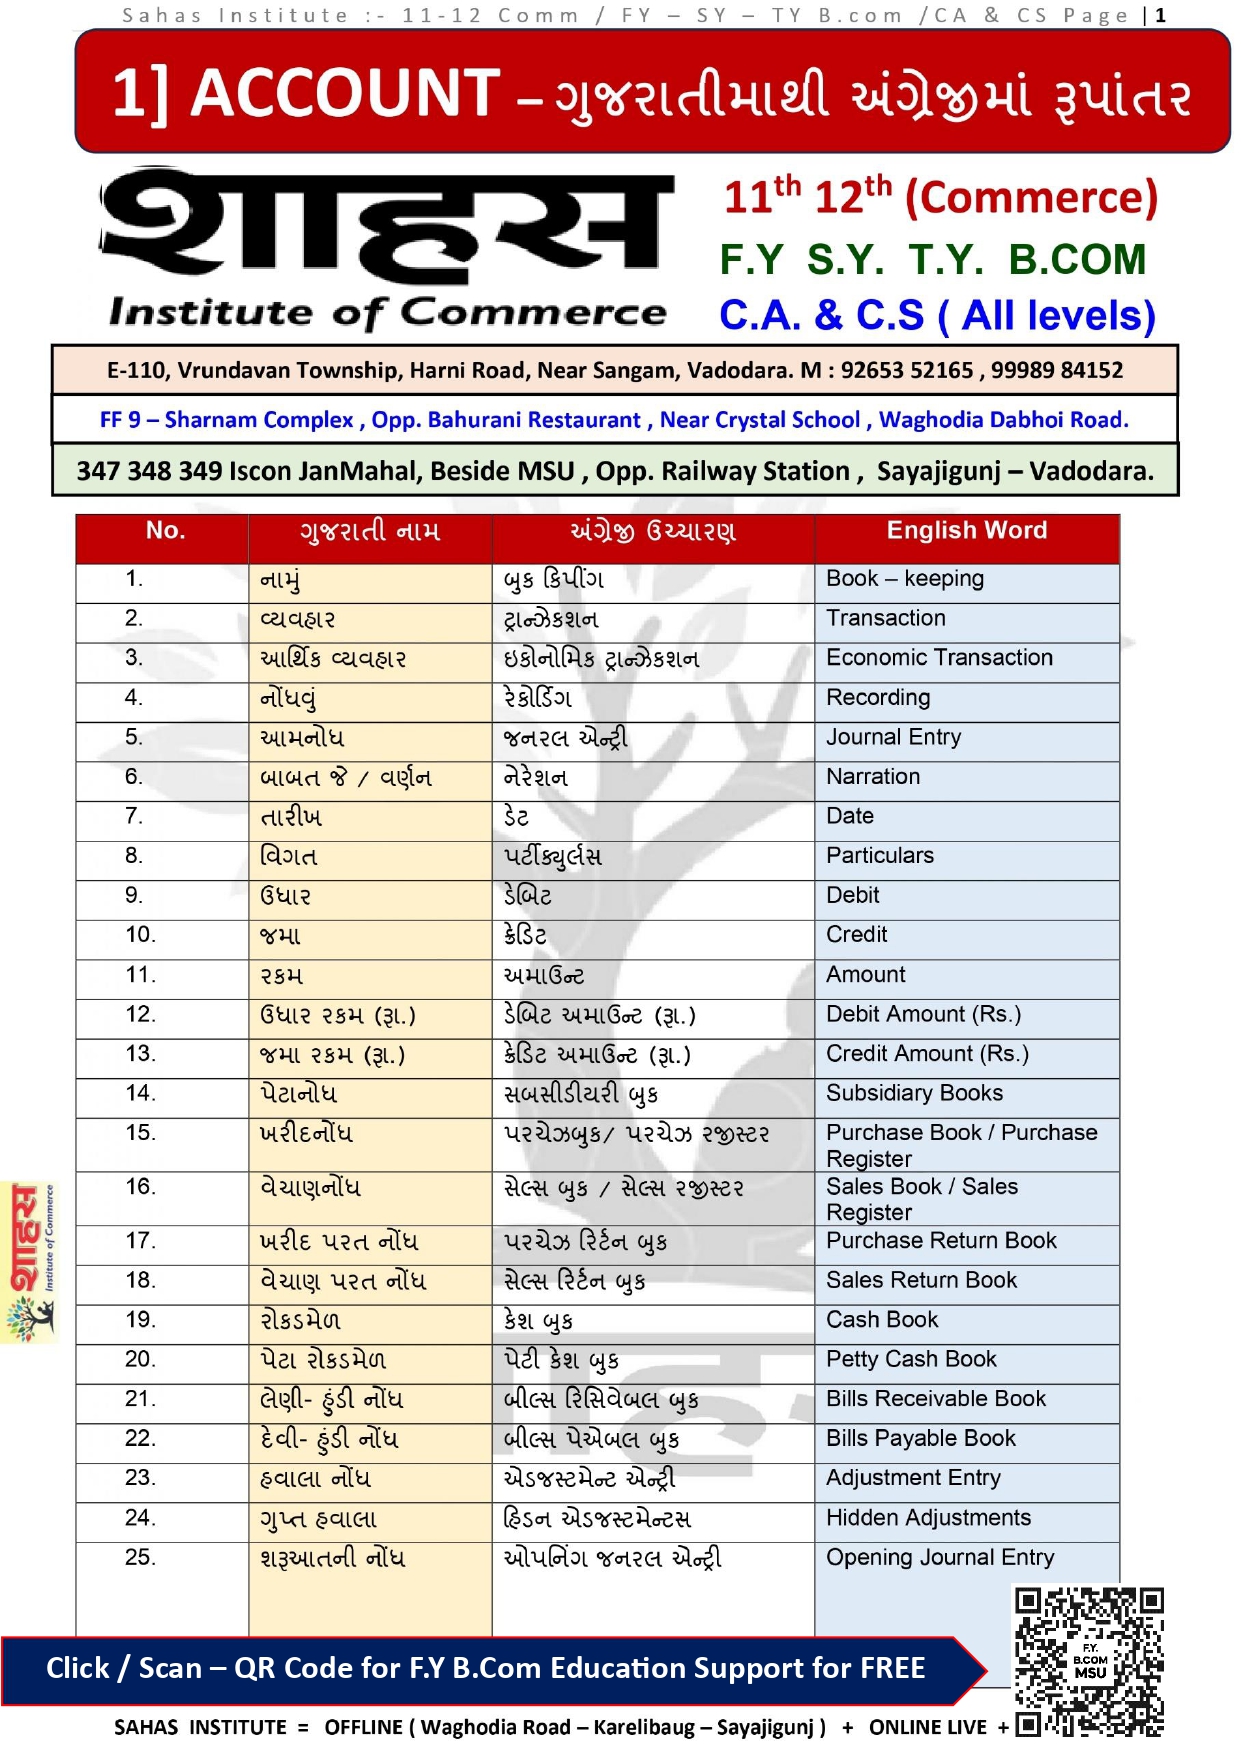 Sahas Institute :- 11-12 Comm / FY – SY – TY B.com /CA & CS Page | 1
1] ACCOUNT – ગુજરાતીમાથી અંગ્રેજીમાં રૂપાંતર
શાहस
Institute of Commerce
11th 12th (Commerce)
F.Y S.Y. T.Y. B.COM
C.A. & C.S ( All levels)
E-110, Vrundavan Township, Harni Road, Near Sangam, Vadodara. M : 92653 52165 , 99989 84152
FF 9 – Sharnam Complex , Opp. Bahurani Restaurant , Near Crystal School , Waghodia Dabhoi Road.
347 348 349 Iscon JanMahal, Beside MSU , Opp. Railway Station , Sayajigunj – Vadodara.
No. ગુજરાતી નામ અંગ્રેજી ઉચ્ચારણ English Word
1. નામું બુક કિપીંગ Book – keeping
2. વ્યવહાર ટ્રાન્ઝેકશન Transaction
3. આર્થિક વ્યવહાર ઇકોનોમિક ટ્રાન્ઝેકશન Economic Transaction
4. નોંધવું રેકોર્ડિંગ Recording
5. આમનોધ જનરલ એન્ટ્રી Journal Entry
6. બાબત જે / વર્ણન નેરેશન Narration
7. તારીખ ડેટ Date
8. વિગત પર્ટીક્યુર્લસ Particulars
9. ઉધાર ડેબિટ Debit
10. જમા ક્રેડિટ Credit
11. રકમ અમાઉન્ટ Amount
12. ઉધાર રકમ (રૂા.) ડેબિટ અમાઉન્ટ (રૂા.) Debit Amount (Rs.)
13. જમા રકમ (રૂા.) ક્રેડિટ અમાઉન્ટ (રૂા.) Credit Amount (Rs.)
14. પેટાનોધ સબસીડીયરી બુક Subsidiary Books
15. ખરીદનોંધ પરચેઝબુક/ પરચેઝ રજીસ્ટર Purchase Book / Purchase
Register
16. વેચાણનોંધ સેલ્સ બુક / સેલ્સ રજીસ્ટર Sales Book / Sales
Register
17. ખરીદ પરત નોંધ પરચેઝ રિર્ટન બુક Purchase Return Book
18. વેચાણ પરત નોંધ સેલ્સ રિર્ટન બુક Sales Return Book
19. રોકડમેળ કેશ બુક Cash Book
20. પેટા રોકડમેળ પેટી કેશ બુક Petty Cash Book
21. લેણી- હુંડી નોંધ બીલ્સ રિસિવેબલ બુક Bills Receivable Book
22. દેવી- હુંડી નોંધ બીલ્સ પેએબલ બુક Bills Payable Book
23. હવાલા નોંધ એડજસ્ટમેન્ટ એન્ટ્રી Adjustment Entry
24. ગુપ્ત હવાલા હિડન એડજસ્ટમેન્ટસ Hidden Adjustments
25. શરૂઆતની નોંધ ઓપનિંગ જનરલ એન્ટ્રી Opening Journal Entry
શાहस
Institute of Commerce
Click / Scan – QR Code for F.Y B.Com Education Support for FREE
F.Y.
B.COM
MSU
SAHAS INSTITUTE = OFFLINE ( Waghodia Road – Karelibaug – Sayajigunj ) + ONLINE LIVE +